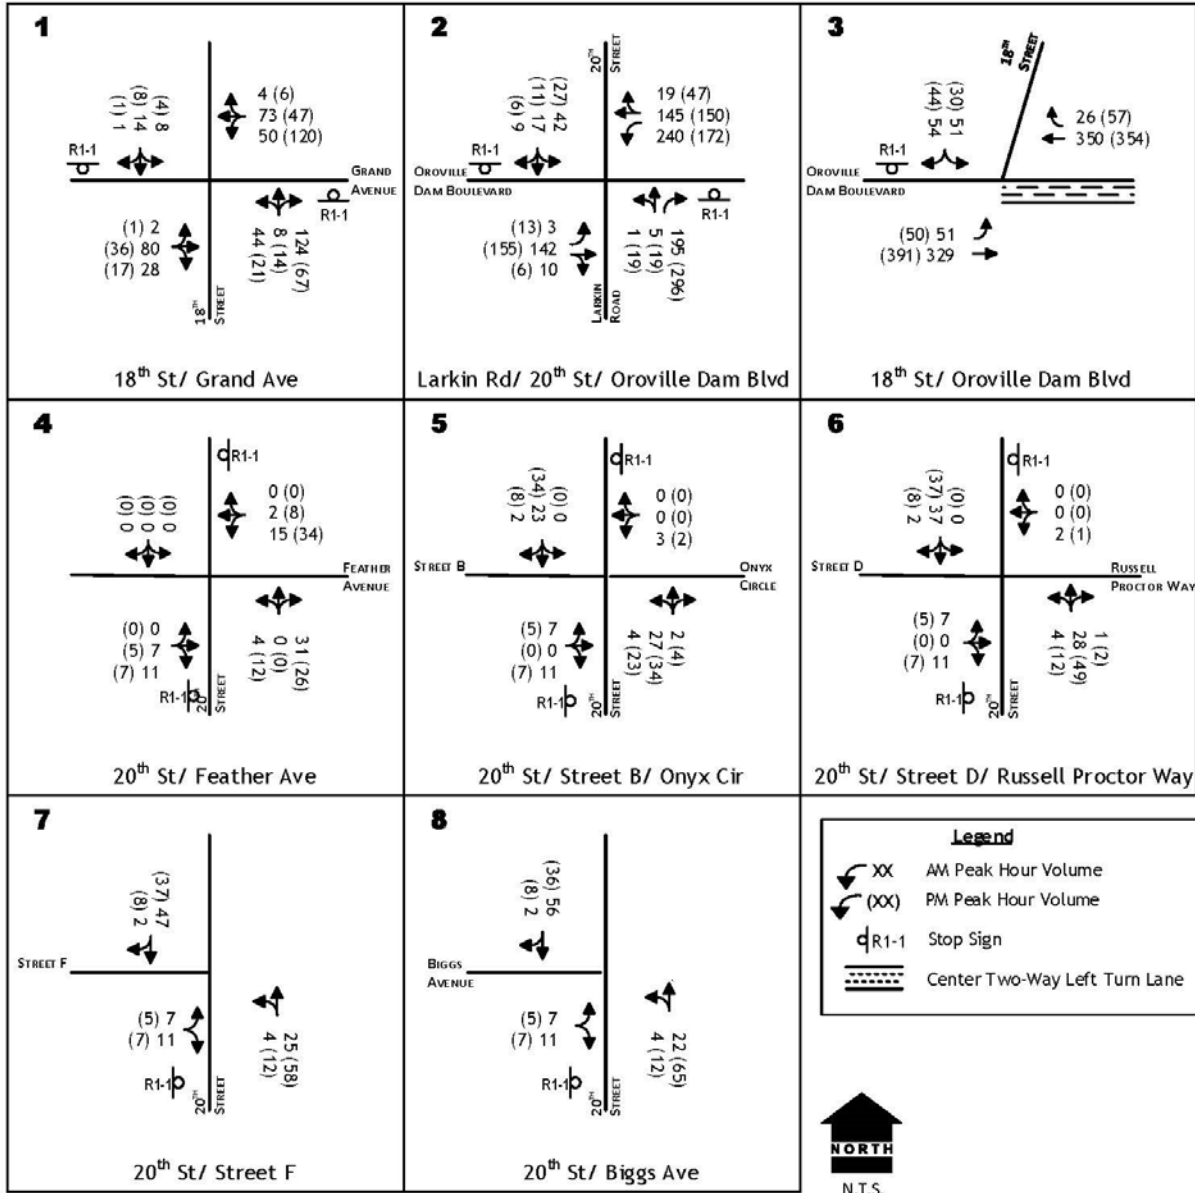 1
(1) 1
(8) 14
(4) 8
4 (6)
73 (47)
50 (120)
R1-1
GRAND
AVENUE
R1-1
(1) 2
(36) 80
(17) 28
44 (21)
8 (14)
124 (67)
18TH
STREET
18th St/ Grand Ave
2
20TH
STREET
(6) 9
(11) 17
(27) 42
19 (47)
145 (150)
240 (172)
R1-1
OROVILLE
DAM BOULEVARD
R1-1
(13) 3
(155) 142
(6) 10
1 (19)
5 (19)
195 (296)
LARKIN
ROAD
Larkin Rd/ 20th St/ Oroville Dam Blvd
3
18TH
STREET
(44) 54
(30) 51
26 (57)
350 (354)
R1-1
OROVILLE
DAM BOULEVARD
(50) 51
(391) 329
18th St/ Oroville Dam Blvd
4
R1-1
(0) 0
(0) 0
(0) 0
0 (0)
2 (8)
15 (34)
FEATHER
AVENUE
(0) 0
(5) 7
(7) 11
4 (12)
0 (0)
31 (26)
R1-1
20TH
STREET
20th St/ Feather Ave
5
R1-1
(8) 2
(34) 23
(0) 0
0 (0)
0 (0)
3 (2)
STREET B
ONYX
CIRCLE
(5) 7
(0) 0
(7) 11
4 (23)
27 (34)
2 (4)
R1-1
20TH
STREET
20th St/ Street B/ Onyx Cir
6
R1-1
(8) 2
(37) 37
(0) 0
0 (0)
0 (0)
2 (1)
STREET D
RUSSELL
PROCTOR WAY
(5) 7
(0) 0
(7) 11
4 (12)
28 (49)
1 (2)
R1-1
20TH
STREET
20th St/ Street D/ Russell Proctor Way
7
(8) 2
(37) 47
STREET F
(5) 7
(7) 11
4 (12)
25 (58)
R1-1
20TH
STREET
20th St/ Street F
8
(8) 2
(36) 56
BIGGS
AVENUE
(5) 7
(7) 11
4 (12)
22 (65)
R1-1
20TH
STREET
20th St/ Biggs Ave
Legend
XX AM Peak Hour Volume
(XX) PM Peak Hour Volume
R1-1 Stop Sign
Center Two-Way Left Turn Lane
NORTH
N.T.S.